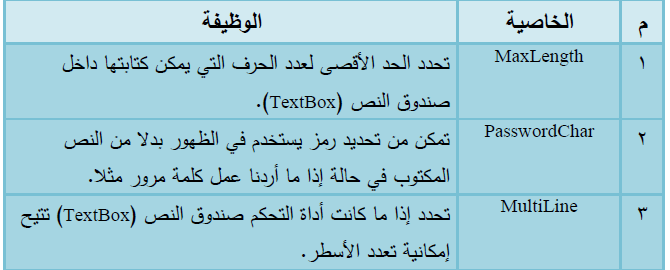 م الخاصية الوظيفة
١ MaxLength تحدد الحد الأقصى لعدد الحرف التي يمكن كتابتها داخل
صندوق النص (TextBox).
٢ PasswordChar تمكن من تحديد رمز يستخدم في الظهور بدلا من النص
المكتوب في حالة إذا ما أردنا عمل كلمة مرور مثلا.
٣ MultiLine تحدد إذا ما كانت أداة التحكم صندوق النص (TextBox) تتيح
إمكانية تعدد الأسطر.